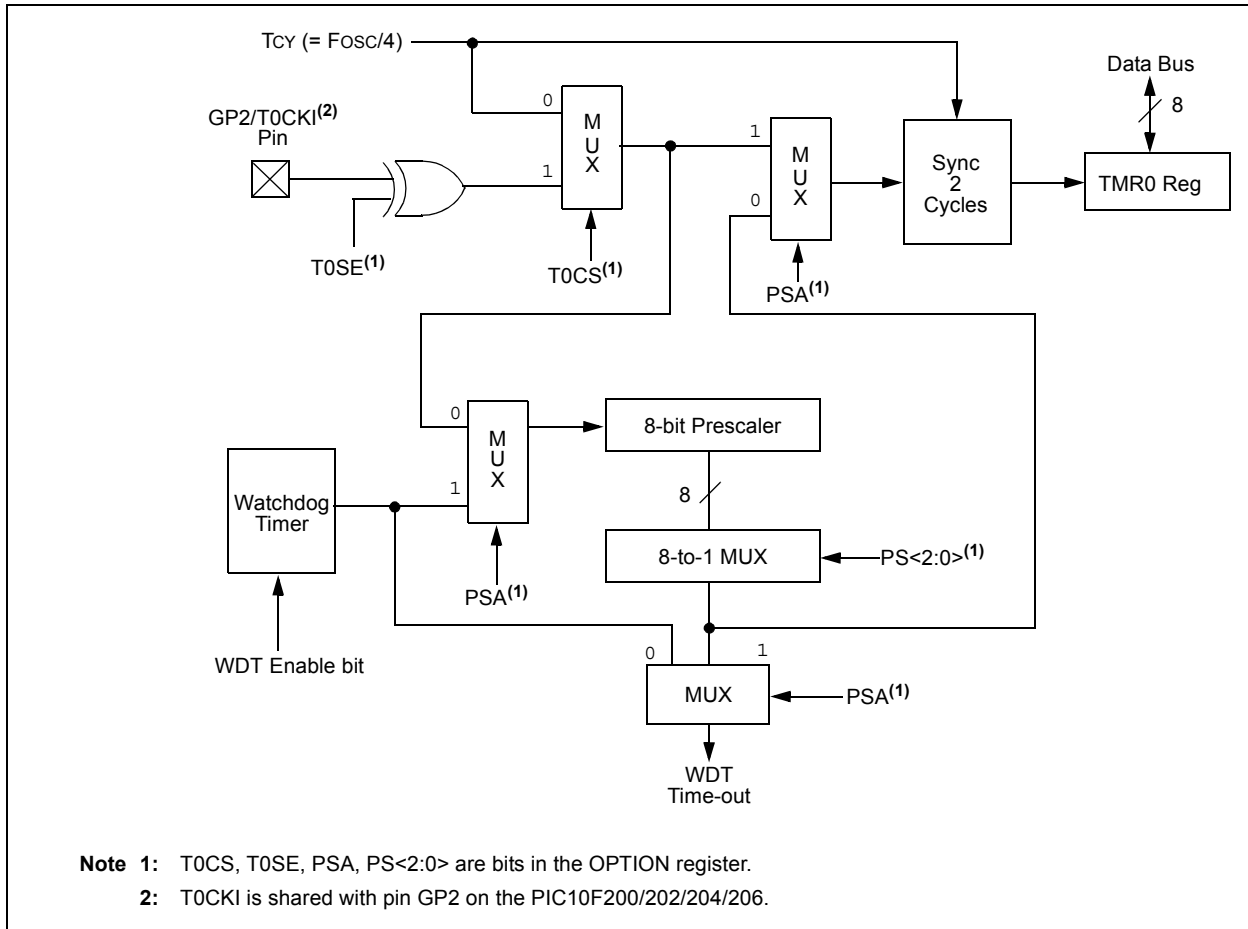 TCY (= FOSC/4)
Data Bus
8
GP2/T0CKI(2)
Pin
0
1
M
U
X
T0SE(1)
T0CS(1)
1
0
M
U
X
PSA(1)
Sync
2
Cycles
TMR0 Reg
0
1
M
U
X
PSA(1)
8-bit Prescaler
8
Watchdog
Timer
8-to-1 MUX
PS<2:0>(1)
WDT Enable bit
0
1
MUX
PSA(1)
WDT
Time-out
Note 1: T0CS, T0SE, PSA, PS<2:0> are bits in the OPTION register.
2: T0CKI is shared with pin GP2 on the PIC10F200/202/204/206.